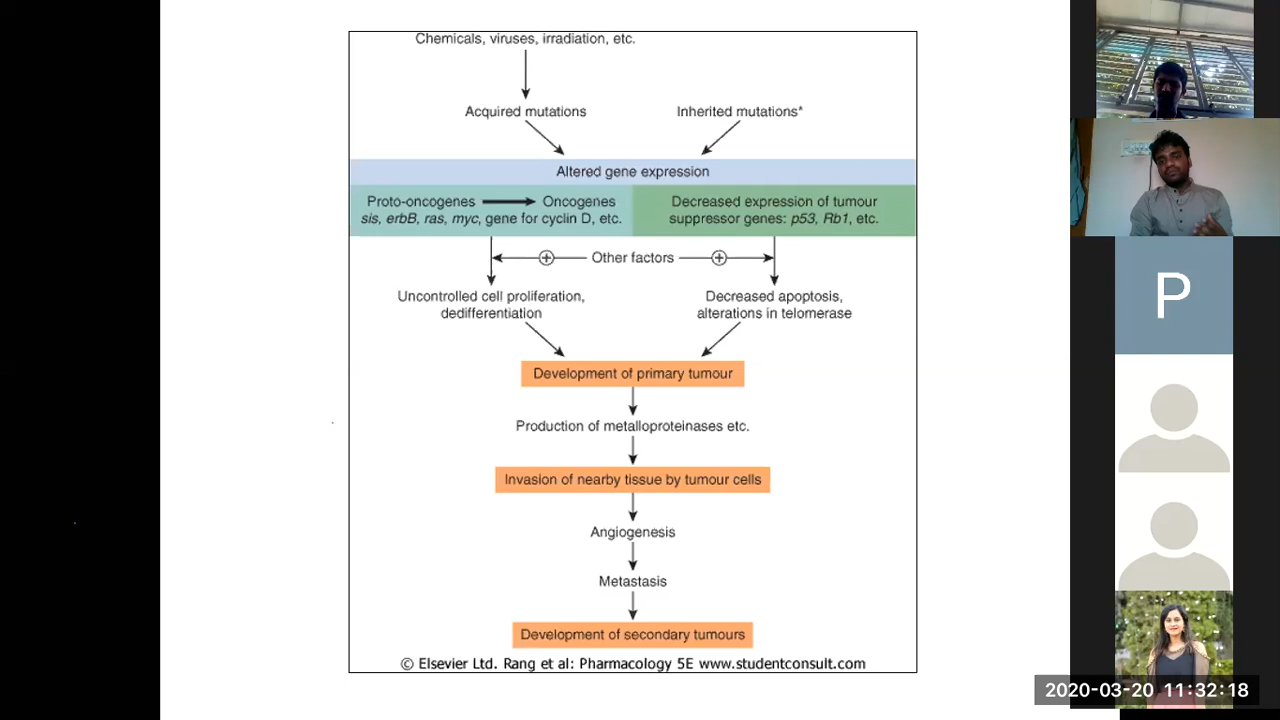 Chemicals, viruses, irradiation, etc.
Acquired mutations
Inherited mutations*
Altered gene expression
Proto-oncogenes Oncogenes
sis, erbB, ras, myc, gene for cyclin D, etc.
Decreased expression of tumour
suppressor genes: p53, Rb1, etc.
+ Other factors +
Uncontrolled cell proliferation,
dedifferentiation
Decreased apoptosis,
alterations in telomerase
Development of primary tumour
Production of metalloproteinases etc.
Invasion of nearby tissue by tumour cells
Angiogenesis
Metastasis
Development of secondary tumours
© Elsevier Ltd. Rang et al: Pharmacology 5E www.studentconsult.com
P
2020-03-20 11:32:18